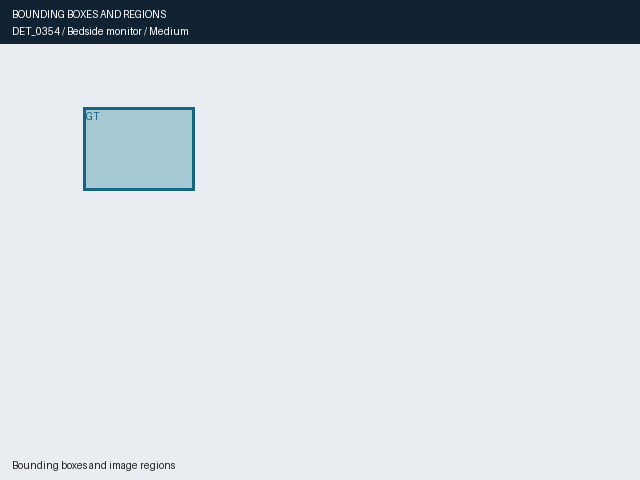 BOUNDING BOXES AND REGIONS
DET_0354 / Bedside monitor / Medium
GT
Bounding boxes and image regions